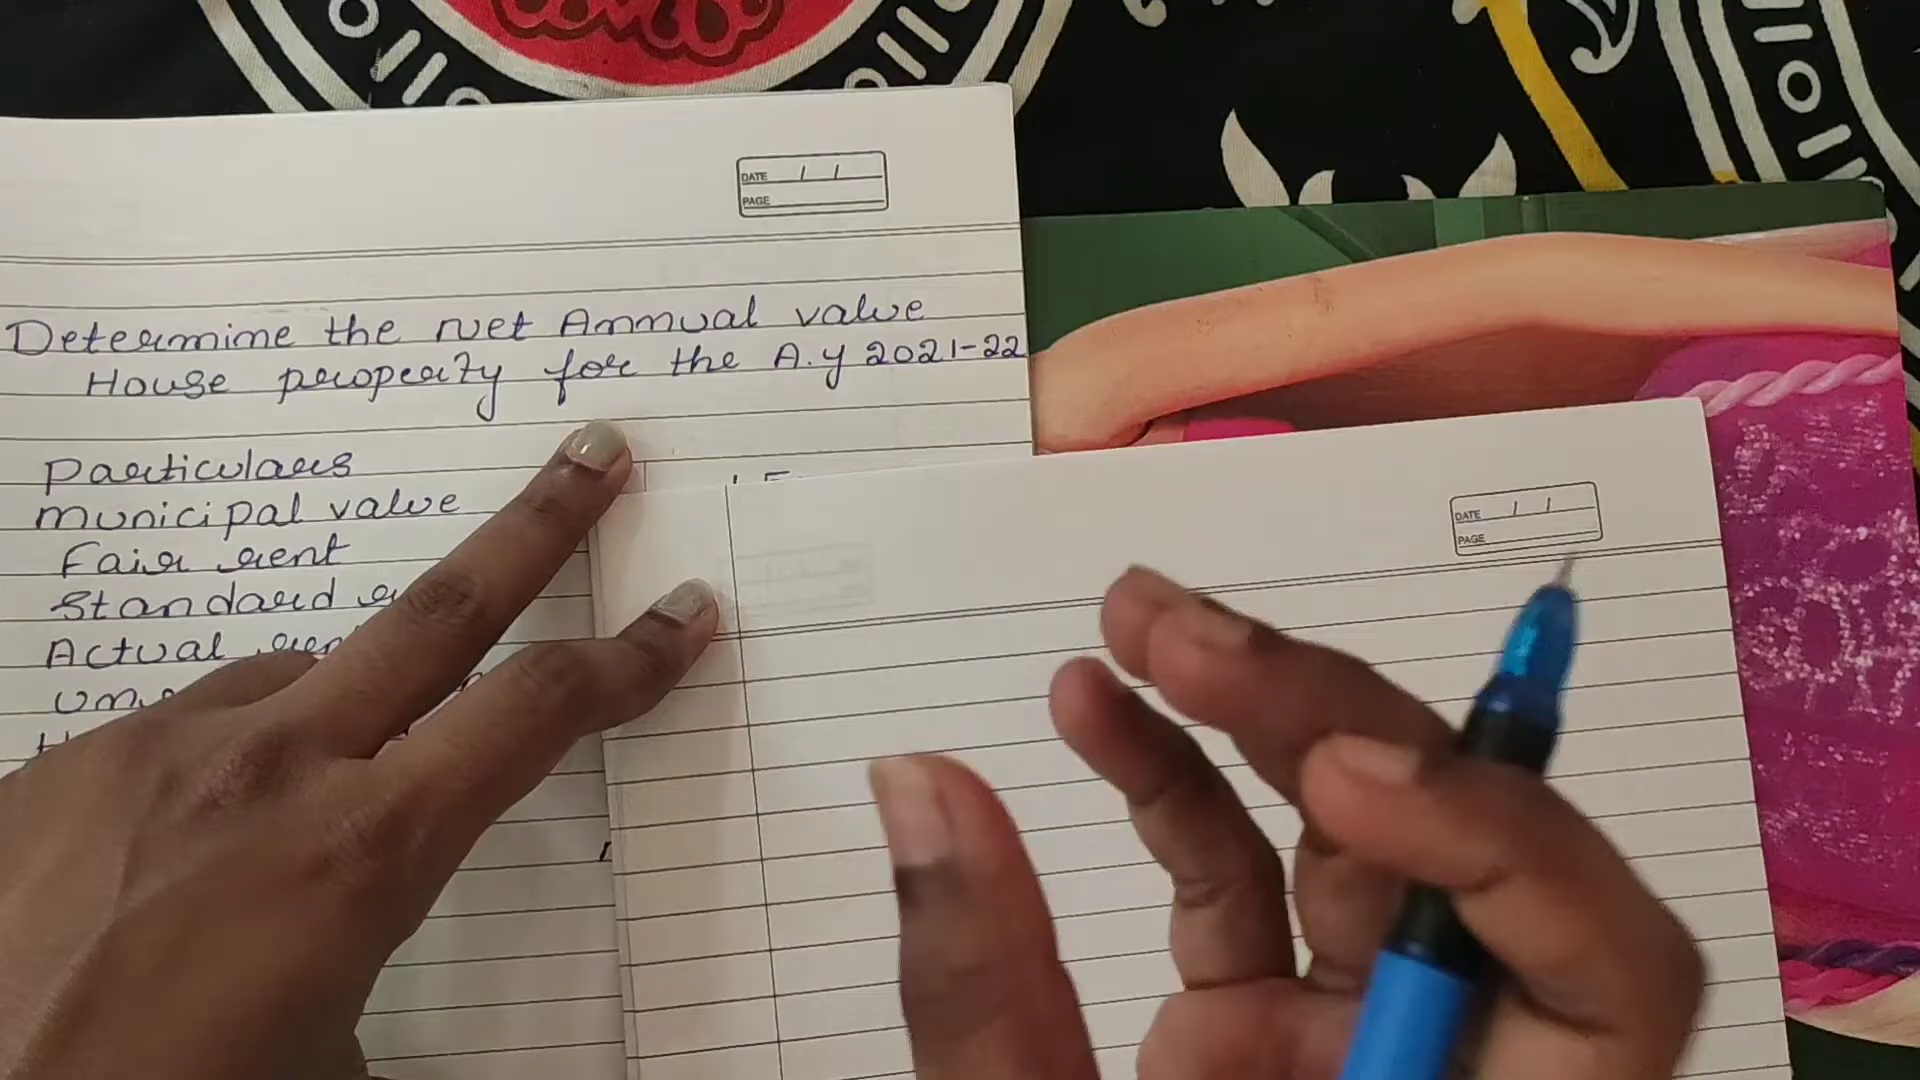 DATE / /
PAGE
Determine the Net Annual value
House property for the A.y 2021-22
Particulars
municipal value
Fair rent
Standard
Actual
DATE / /
PAGE